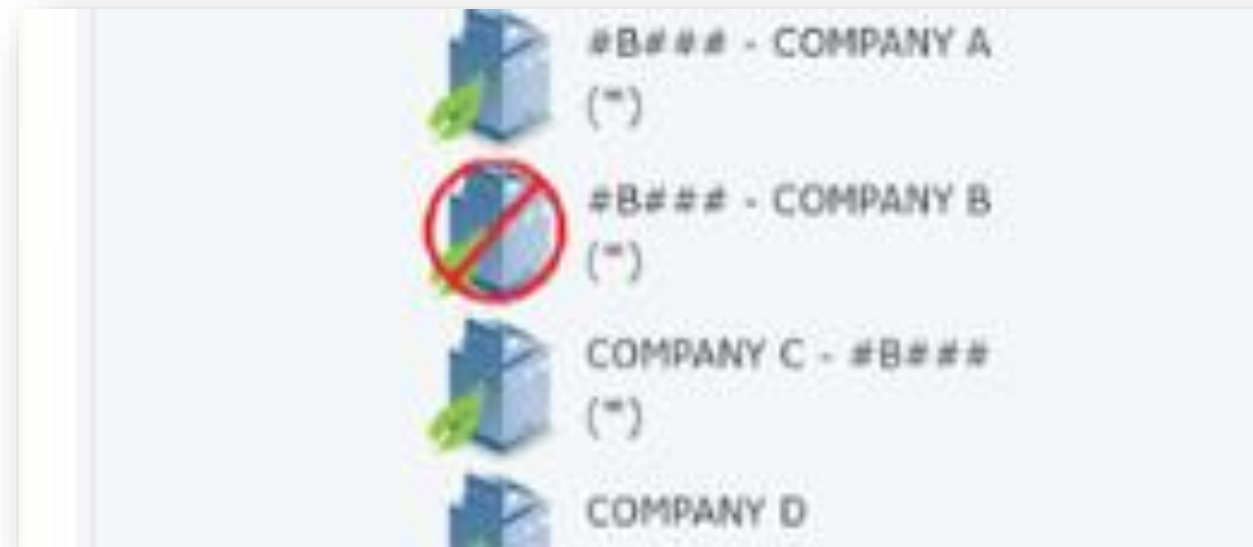 #B### - COMPANY A
(*)
#B### - COMPANY B
(*)
COMPANY C - #B###
(*)
COMPANY D